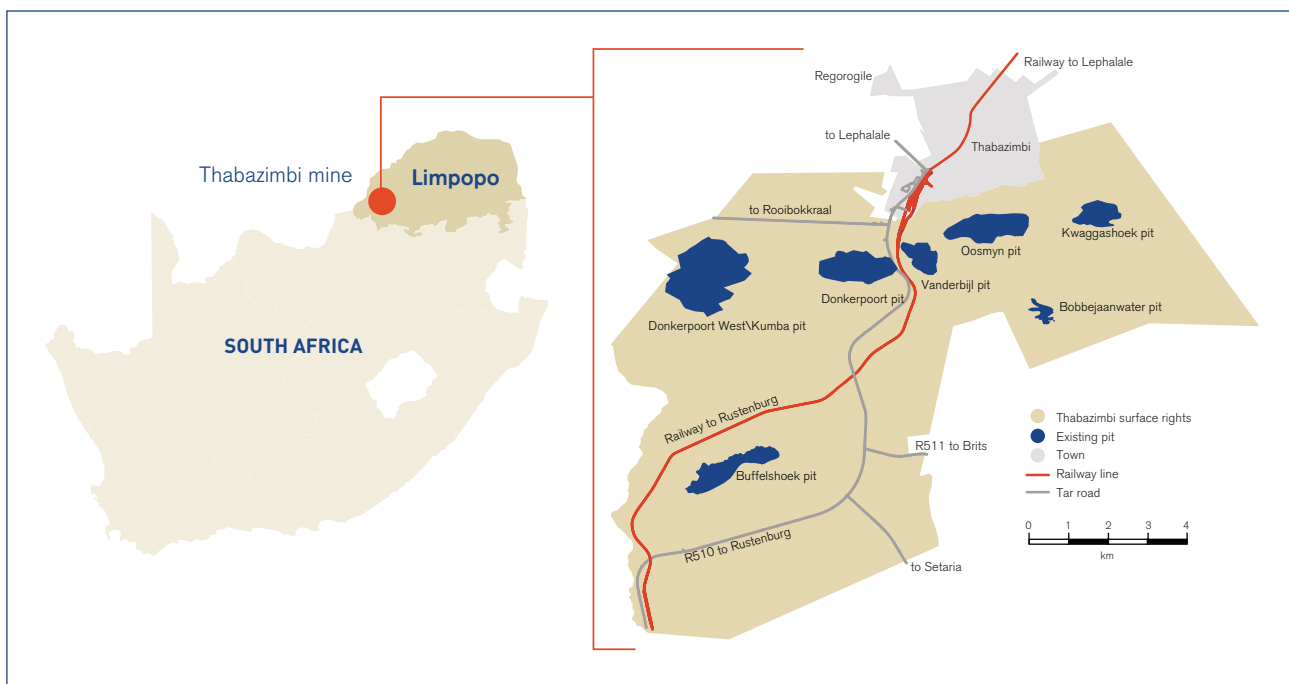 Thabazimbi mine
Limpopo
SOUTH AFRICA
Railway to Lephalale
Regorogile
to Lephalale
Thabazimbi
to Rooibokkraal
Kwaggashoek pit
Oosmyn pit
Vanderbijl pit
Donkerpoort pit
Bobbejaanwater pit
Donkerpoort West\Kumba pit
Railway to Rustenburg
R511 to Brits
Buffelshoek pit
R510 to Rustenburg
to Setaria
Thabazimbi surface rights
Existing pit
Town
Railway line
Tar road
0 1 2 3 4
km